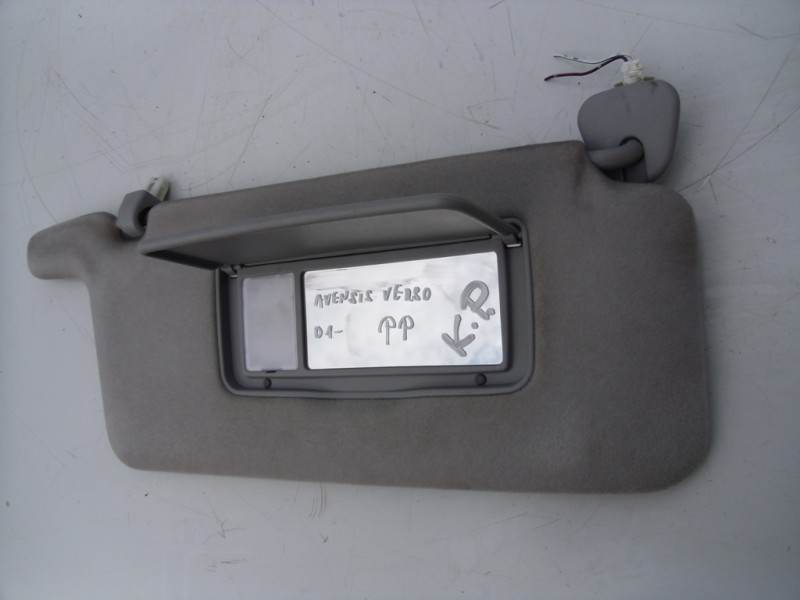 AVENSIS VERSO
01- PP
K.P.